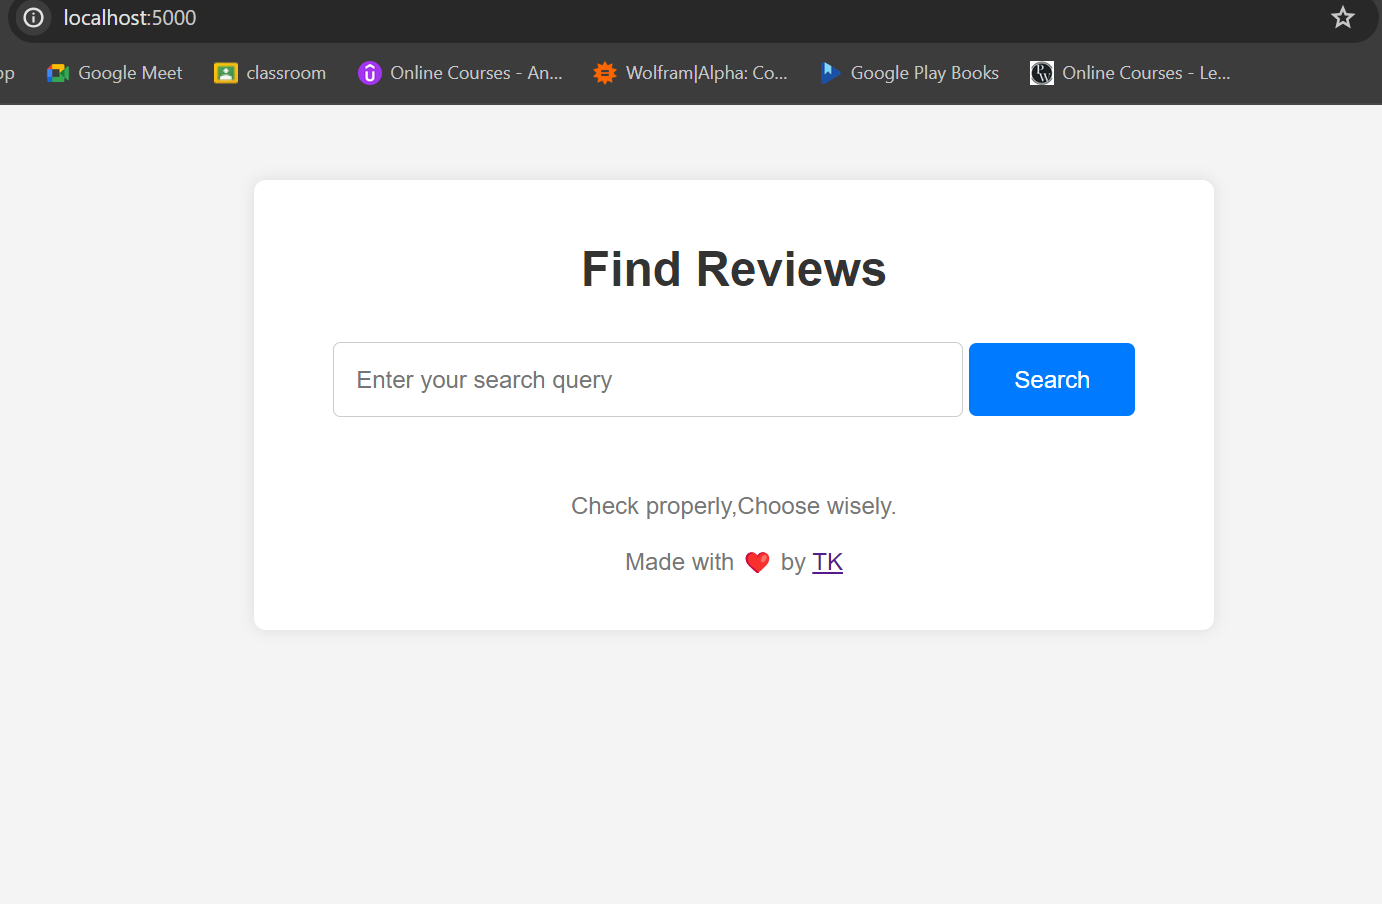 localhost:5000
Google Meet classroom Online Courses - An... Wolfram|Alpha: Co... Google Play Books Online Courses - Le...
Find Reviews
Enter your search query Search
Check properly,Choose wisely.
Made with ❤️ by TK